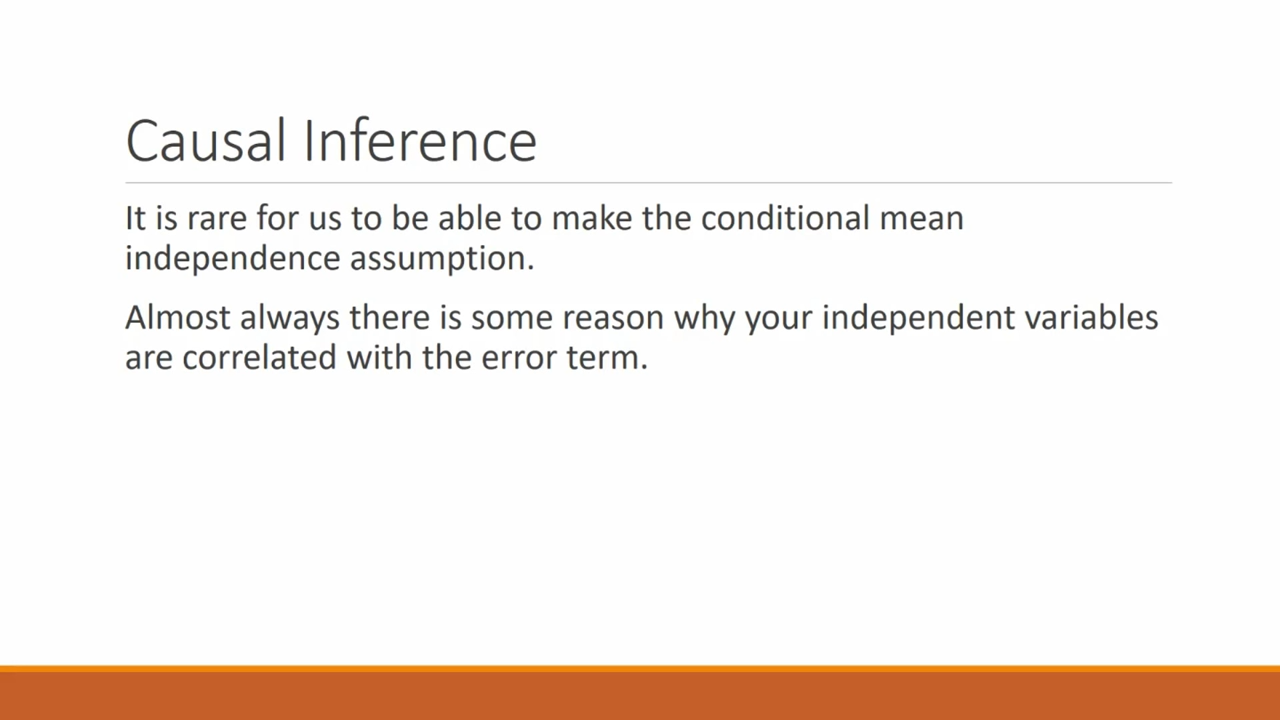 Causal Inference
It is rare for us to be able to make the conditional mean
independence assumption.
Almost always there is some reason why your independent variables
are correlated with the error term.